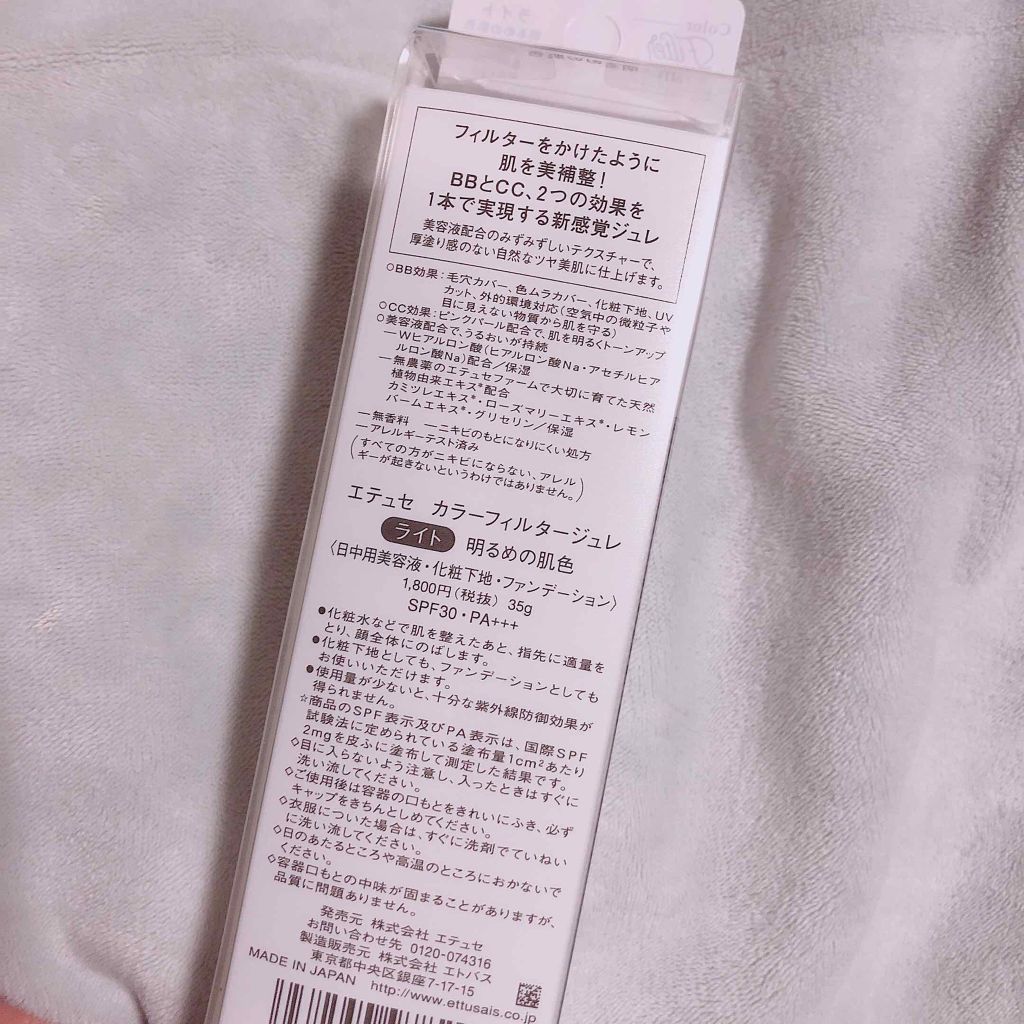 Color
Filter
ライト
フィルターをかけたように
肌を美補整！
BBとCC、2つの効果を
1本で実現する新感覚ジュレ
美容液配合のみずみずしいテクスチャーで、
厚塗り感のない自然なツヤ美肌に仕上げます。
○BB効果：毛穴カバー、色ムラカバー、化粧下地、UV
カット、外的環境対応（空気中の微粒子や
目に見えない物質から肌を守る）
○CC効果：ピンクパール配合で、肌を明るくトーンアップ
○美容液配合で、うるおいが持続
―Wヒアルロン酸（ヒアルロン酸Na・アセチルヒア
ルロン酸Na）配合／保湿
―無農薬のエテュセファームで大切に育てた天然
植物由来エキス*配合
カミツレエキス*・ローズマリーエキス*・レモン
バームエキス*・グリセリン／保湿
―無香料 ―ニキビのもとになりにくい処方
―アレルギーテスト済み
（すべての方がニキビにならない、アレル
ギーが起きないというわけではありません。）
エテュセ カラーフィルタージュレ
ライト 明るめの肌色
〈日中用美容液・化粧下地・ファンデーション〉
1,800円（税抜） 35g
SPF30・PA+++
●化粧水などで肌を整えたあと、指先に適量を
とり、顔全体にのばします。
●化粧下地としても、ファンデーションとしても
お使いいただけます。
●使用量が少ないと、十分な紫外線防御効果が
得られません。
☆商品のSPF表示及びPA表示は、国際SPF
試験法に定められている塗布量1cm²あたり
2mgを皮ふに塗布して測定した結果です。
◇目に入らないよう注意し、入ったときはすぐに
洗い流してください。
◇ご使用後は容器の口もとをきれいにふき、必ず
キャップをきちんとしめてください。
◇衣服についた場合は、すぐに洗剤でていねい
に洗い流してください。
◇日のあたるところや高温のところにおかないで
ください。
◇容器口もとの中味が固まることがありますが、
品質に問題ありません。
発売元 株式会社 エテュセ
お問い合わせ先 0120-074316
製造販売元 株式会社 エトバス
東京都中央区銀座7-17-15
MADE IN JAPAN http://www.ettusais.co.jp